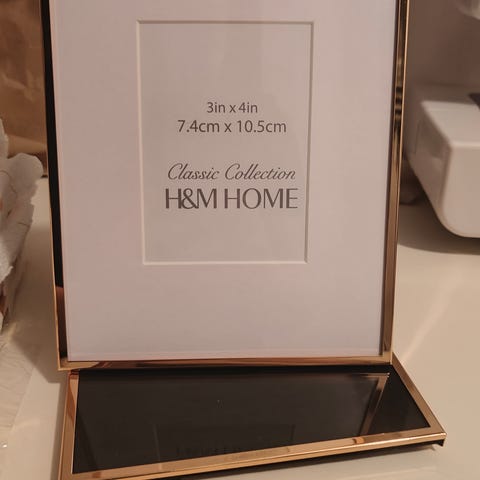 3in x 4in
7.4cm x 10.5cm
Classic Collection
H&M HOME